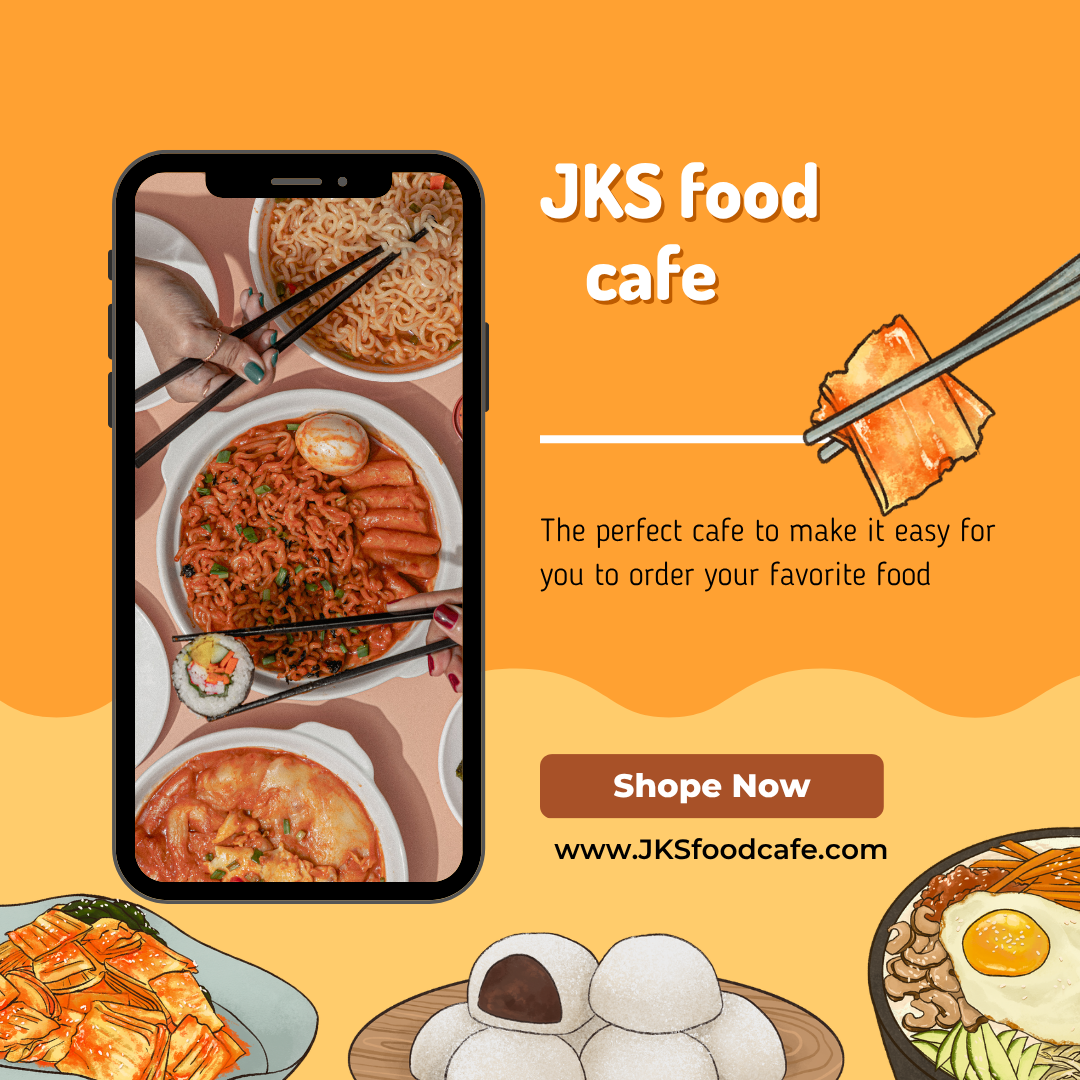 JKS food
cafe
The perfect cafe to make it easy for
you to order your favorite food
Shope Now
www.JKSfoodcafe.com